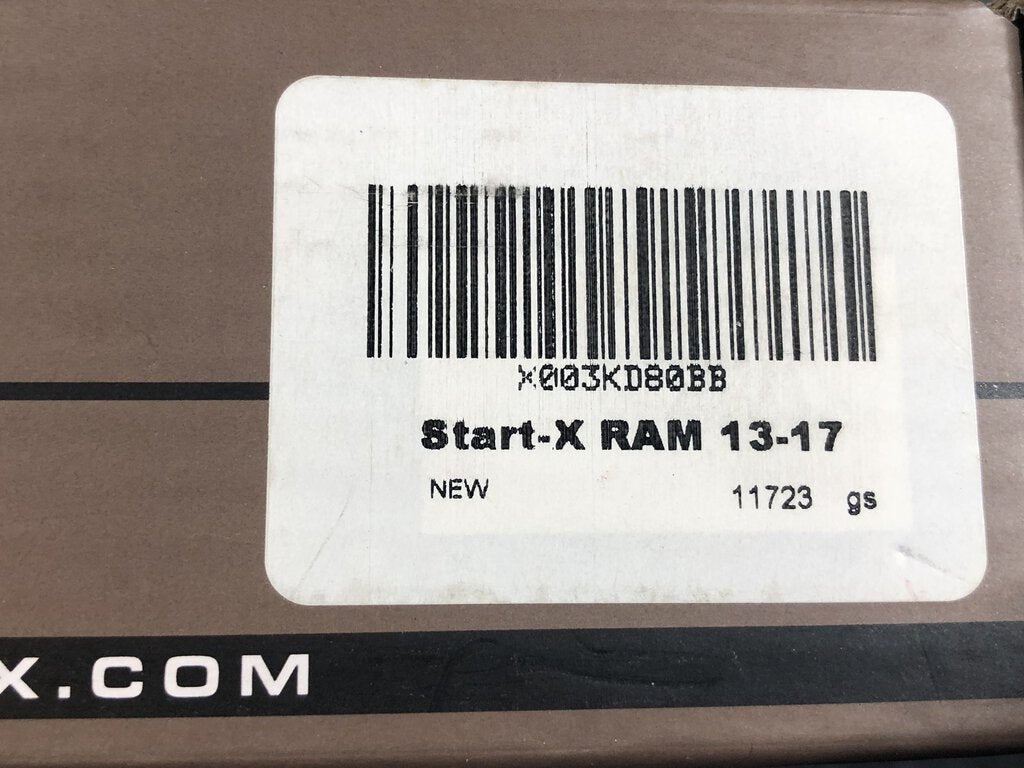 X003KD80BB
Start-X RAM 13-17
NEW 11723 gs
X.COM